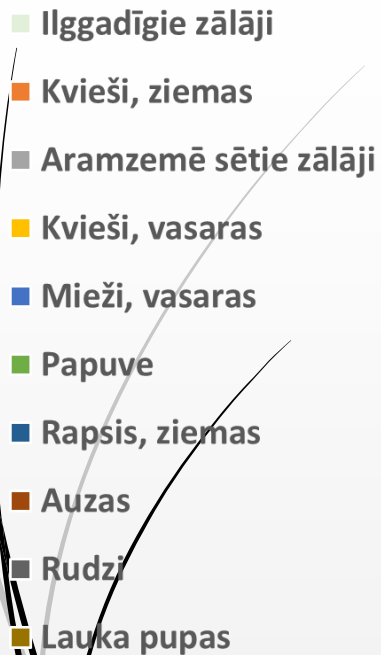 Ilggadīgie zālāji
Kvieši, ziemas
Aramzemē sētie zālāji
Kvieši, vasaras
Mieži, vasaras
Papuve
Rapsis, ziemas
Auzas
Rudzi
Lauka pupas